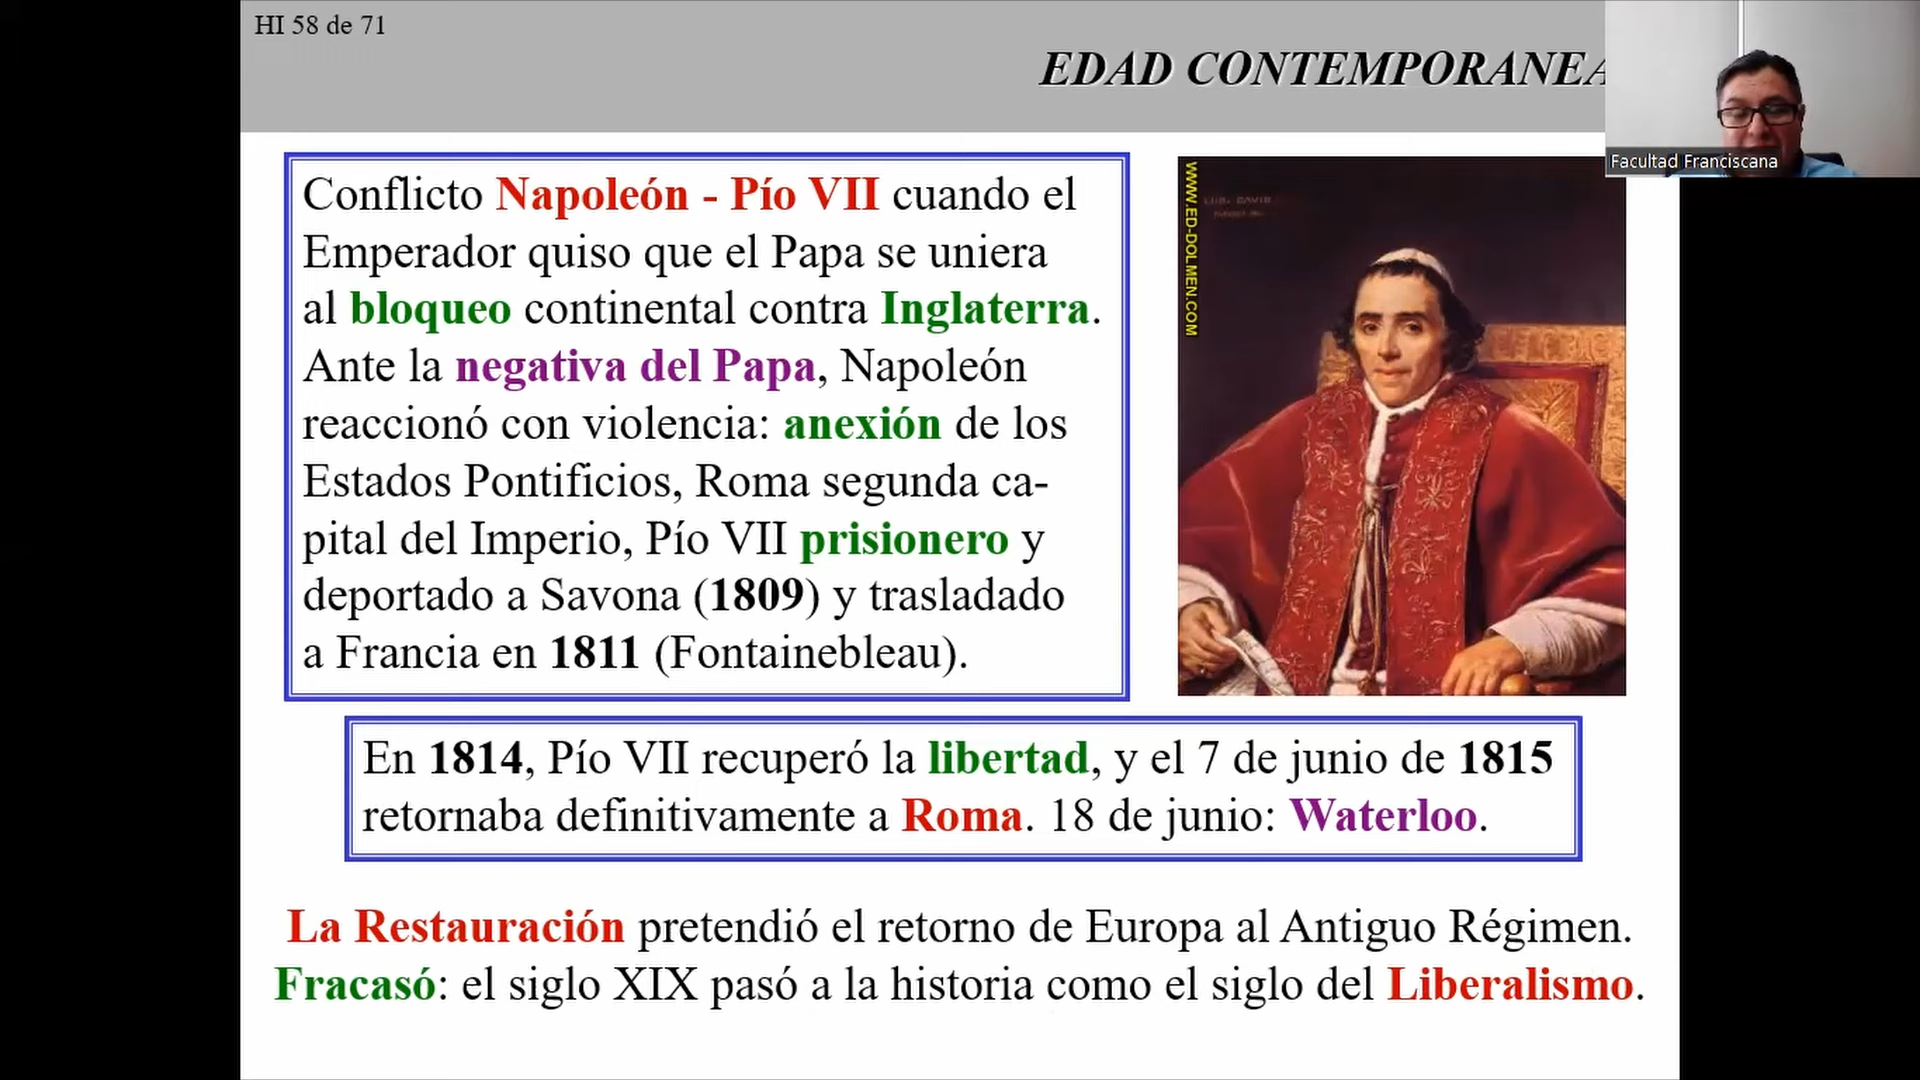 HI 58 de 71
EDAD CONTEMPORANEA
Facultad Franciscana
Conflicto Napoleón - Pío VII cuando el
Emperador quiso que el Papa se uniera
al bloqueo continental contra Inglaterra.
Ante la negativa del Papa, Napoleón
reaccionó con violencia: anexión de los
Estados Pontificios, Roma segunda ca-
pital del Imperio, Pío VII prisionero y
deportado a Savona (1809) y trasladado
a Francia en 1811 (Fontainebleau).
WWW.ED-DOLMEN.COM
En 1814, Pío VII recuperó la libertad, y el 7 de junio de 1815
retornaba definitivamente a Roma. 18 de junio: Waterloo.
La Restauración pretendió el retorno de Europa al Antiguo Régimen.
Fracasó: el siglo XIX pasó a la historia como el siglo del Liberalismo.